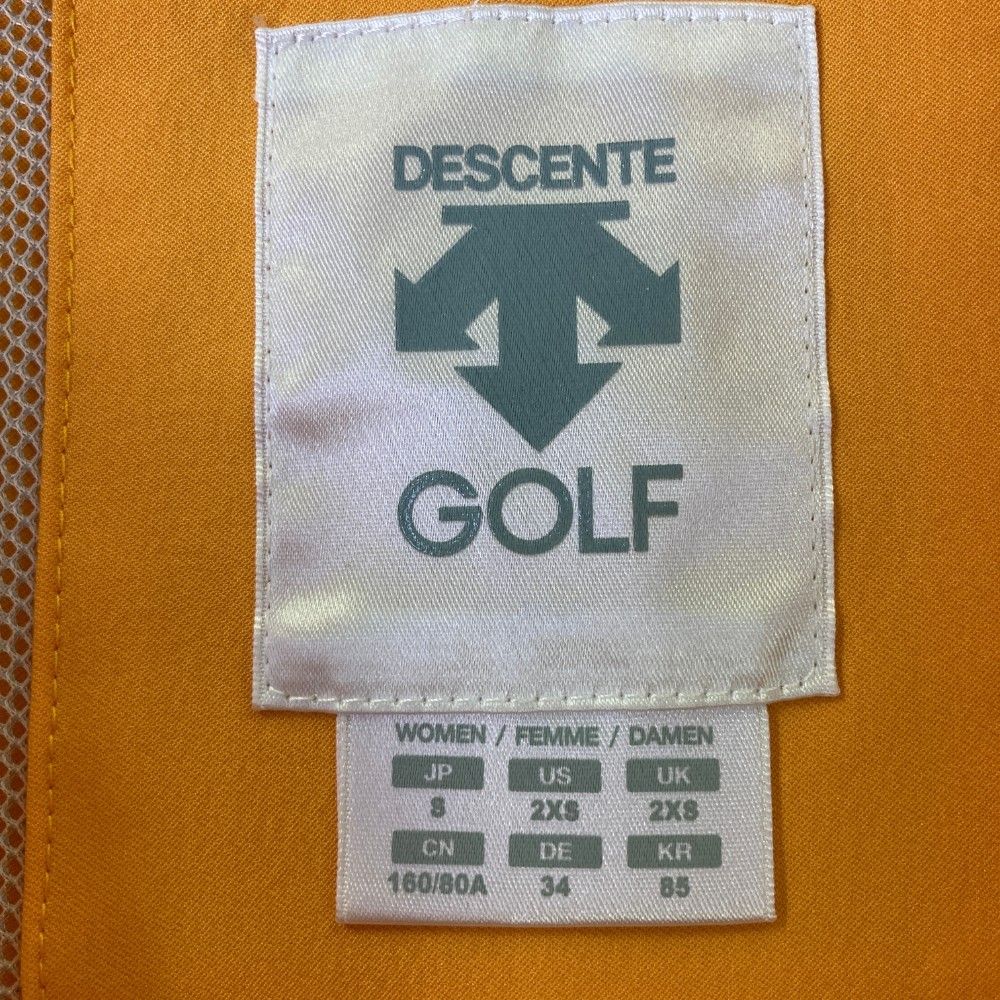 DESCENTE
GOLF
WOMEN / FEMME / DAMEN
JP US UK
S 2XS 2XS
CN DE KR
160/80A 34 85